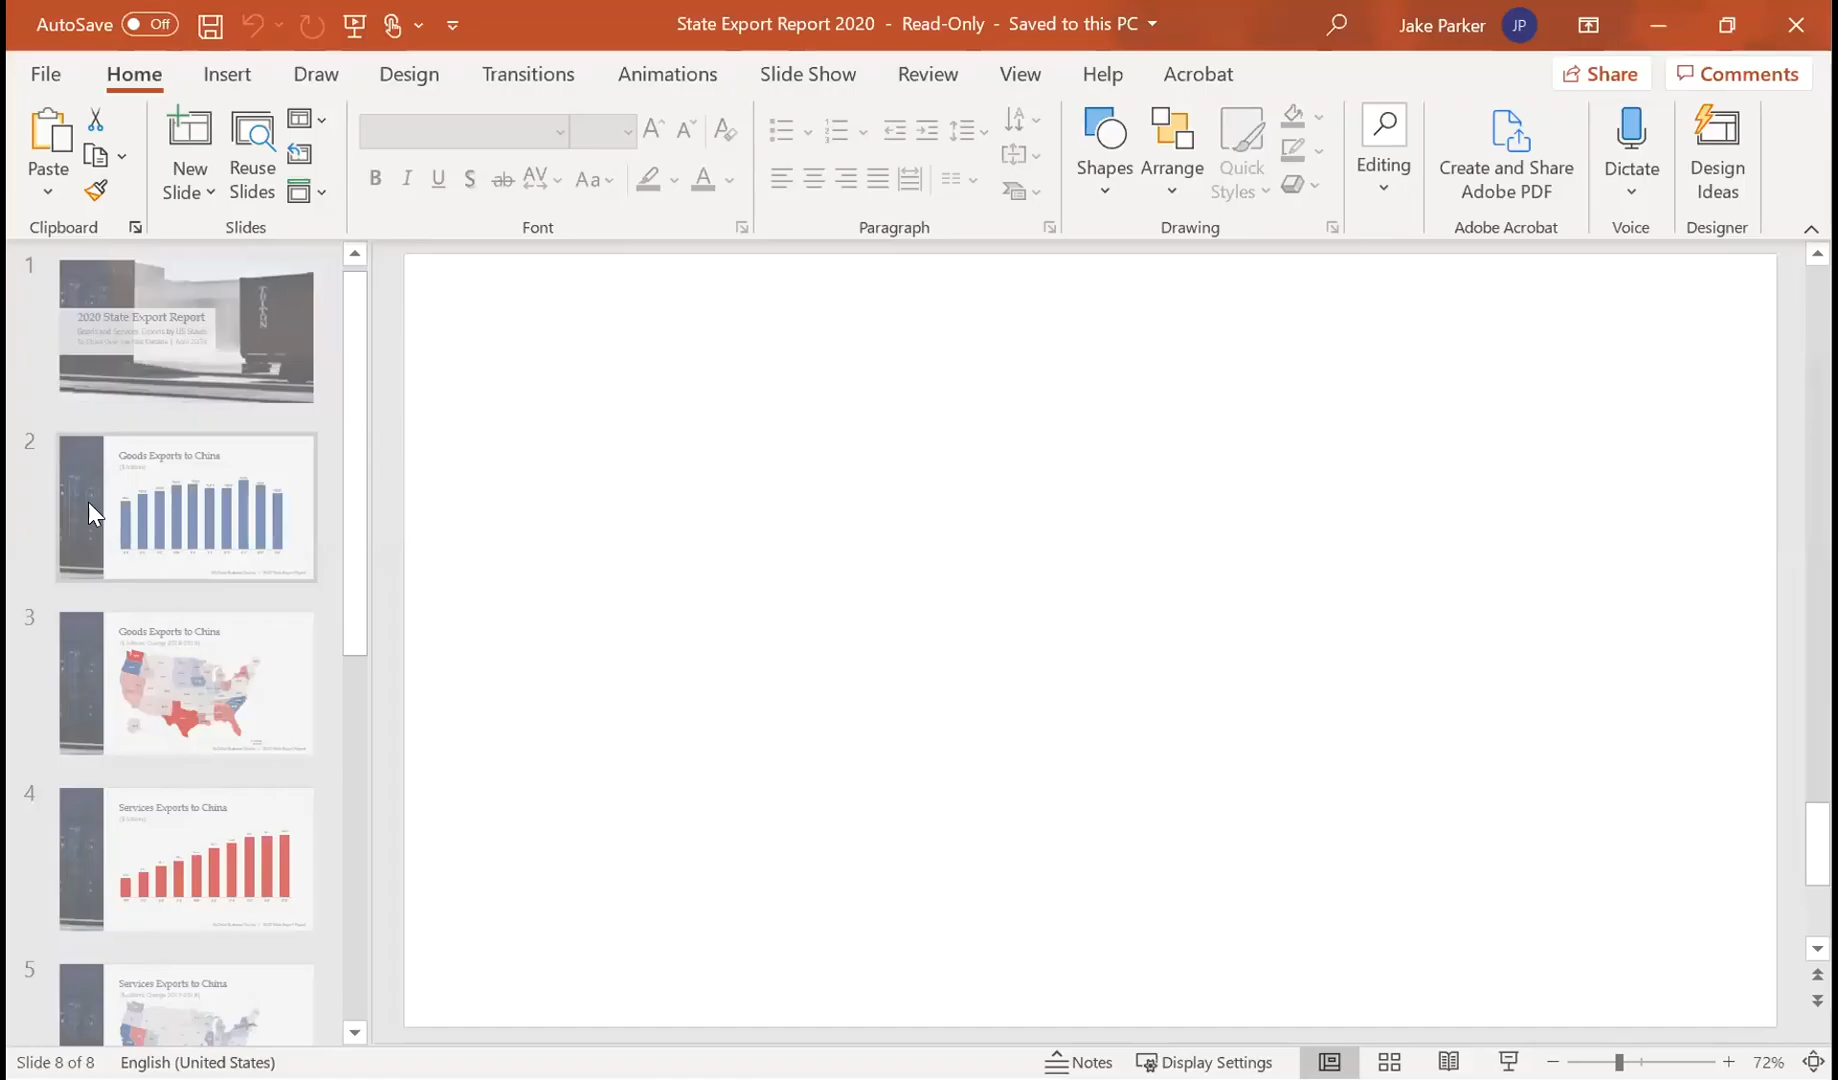 AutoSave Off
State Export Report 2020 - Read-Only - Saved to this PC
Jake Parker JP
File Home Insert Draw Design Transitions Animations Slide Show Review View Help Acrobat
Share Comments
Paste
New Slide
Reuse Slides
B I U S ab AV Aa A
Shapes
Arrange
Quick Styles
Editing
Create and Share Adobe PDF
Dictate
Design Ideas
Clipboard Slides Font Paragraph Drawing Adobe Acrobat Voice Designer
1
2020 State Export Report
2
Goods Exports to China
3
Goods Exports to China
4
Services Exports to China
5
Services Exports to China
Slide 8 of 8 English (United States) Notes Display Settings 72%